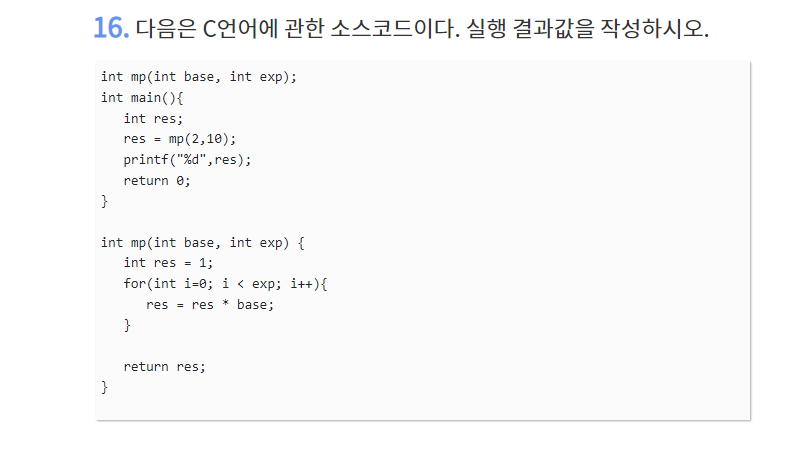 16. 다음은 C언어에 관한 소스코드이다. 실행 결과값을 작성하시오.
int mp(int base, int exp);
int main(){
   int res;
   res = mp(2,10);
   printf("%d",res);
   return 0;
}

int mp(int base, int exp) {
   int res = 1;
   for(int i=0; i < exp; i++){
      res = res * base;
   }

   return res;
}